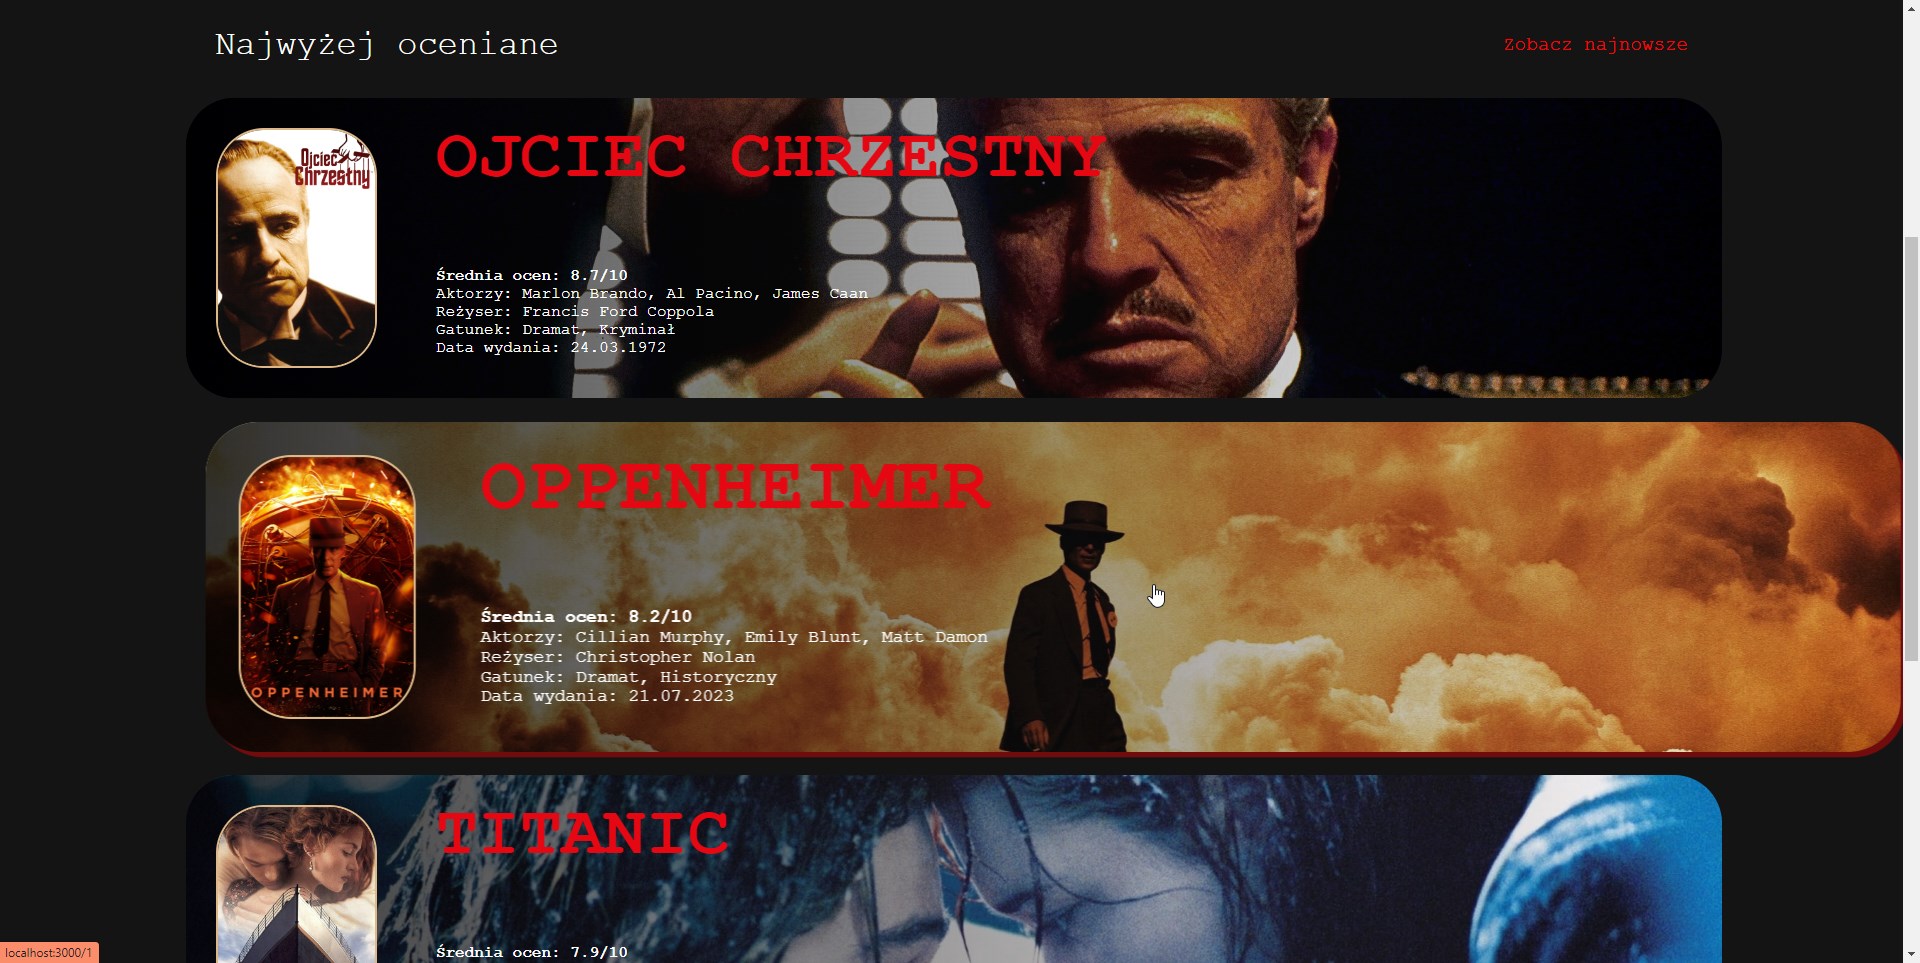 Najwyżej oceniane
Zobacz najnowsze
Ojciec
Chrzestny
OJCIEC CHRZESTNY
Średnia ocen: 8.7/10
Aktorzy: Marlon Brando, Al Pacino, James Caan
Reżyser: Francis Ford Coppola
Gatunek: Dramat, Kryminał
Data wydania: 24.03.1972
OPPENHEIMER
OPPENHEIMER
Średnia ocen: 8.2/10
Aktorzy: Cillian Murphy, Emily Blunt, Matt Damon
Reżyser: Christopher Nolan
Gatunek: Dramat, Historyczny
Data wydania: 21.07.2023
TITANIC
Średnia ocen: 7.9/10
localhost:3000/1